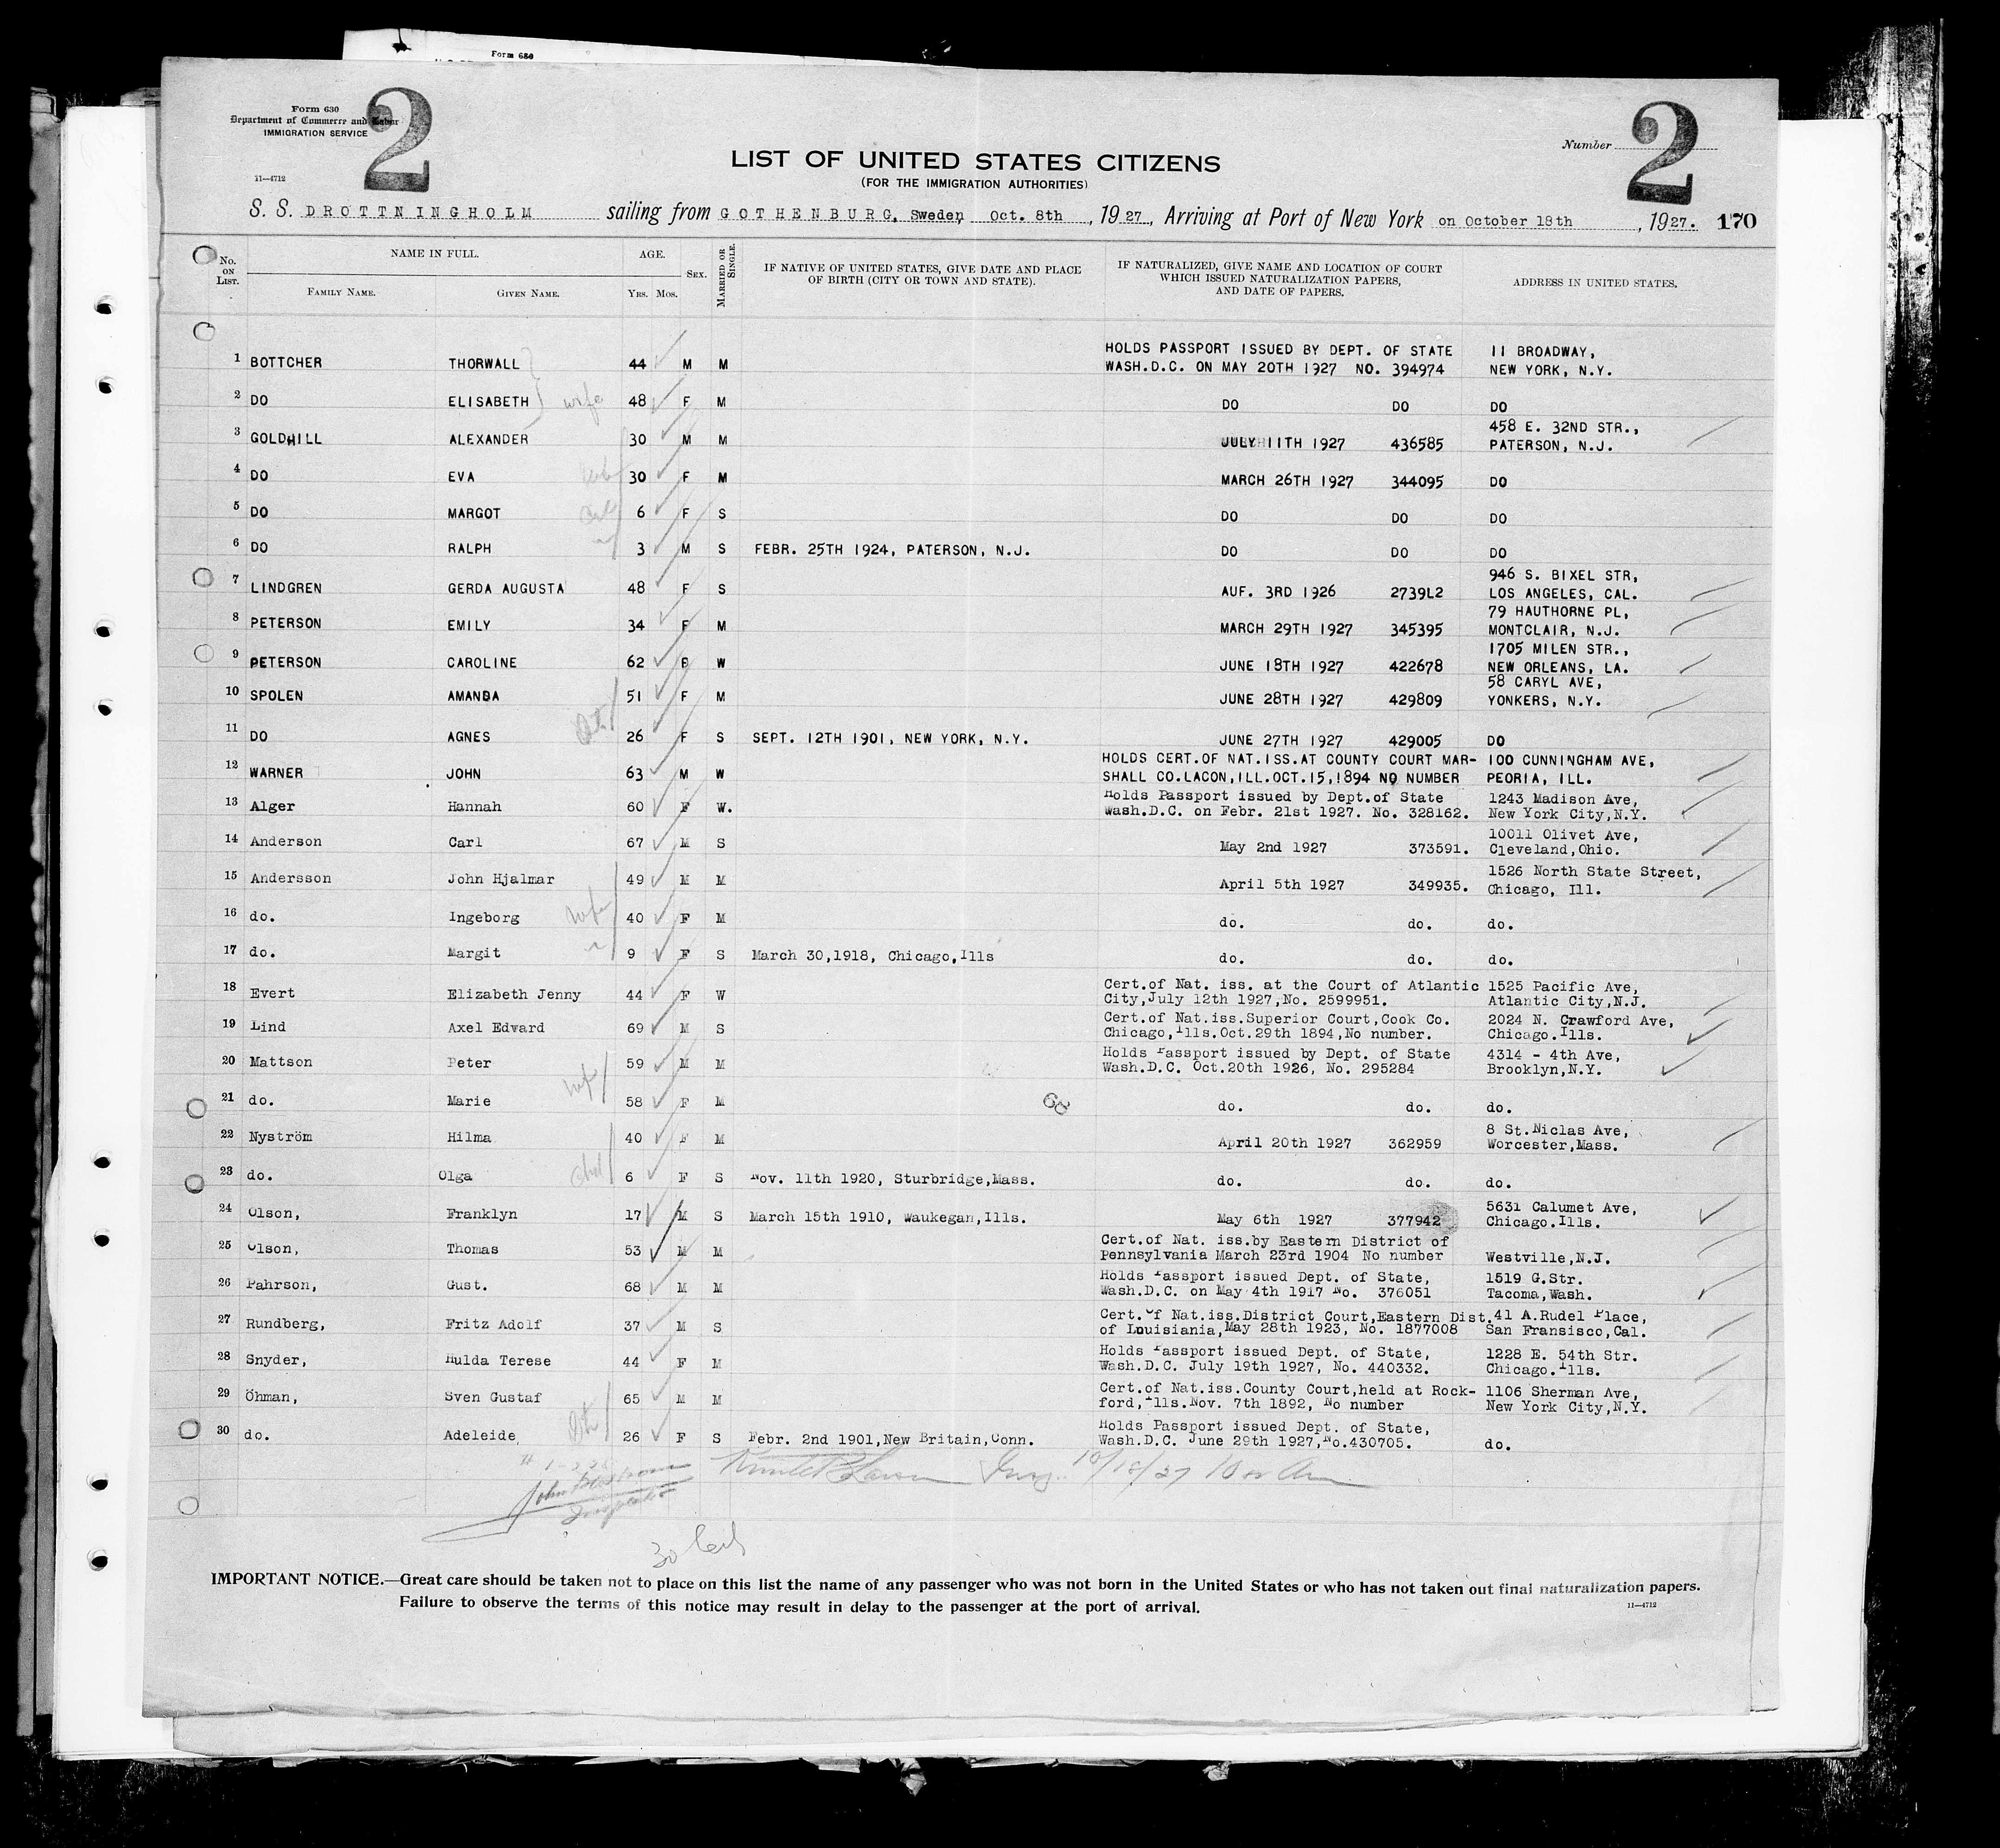 Form 680
Form 630
Department of Commerce and Labor
IMMIGRATION SERVICE
11—4712
2
Number
2
LIST OF UNITED STATES CITIZENS
(FOR THE IMMIGRATION AUTHORITIES)
S. S. DROTTNINGHOLM sailing from GOTHENBURG, Sweden, Oct. 8th, 1927, Arriving at Port of New York on October 18th, 1927. 170
No. ON LIST. NAME IN FULL. AGE. SEX. MARRIED OR SINGLE. IF NATIVE OF UNITED STATES, GIVE DATE AND PLACE OF BIRTH (CITY OR TOWN AND STATE). IF NATURALIZED, GIVE NAME AND LOCATION OF COURT WHICH ISSUED NATURALIZATION PAPERS, AND DATE OF PAPERS. ADDRESS IN UNITED STATES.
FAMILY NAME. GIVEN NAME. YRS. MOS.
1 BOTTCHER THORWALL 44 M M HOLDS PASSPORT ISSUED BY DEPT. OF STATE 11 BROADWAY,
WASH.D.C. ON MAY 20TH 1927 NO. 394974 NEW YORK, N.Y.
2 DO ELISABETH wife 48 F M DO DO DO
3 GOLDHILL ALEXANDER 30 M M JULY 11TH 1927 436585 458 E. 32ND STR.,
PATERSON, N.J.
4 DO EVA 30 F M MARCH 26TH 1927 344095 DO
5 DO MARGOT 6 F S DO DO DO
6 DO RALPH 3 M S FEBR. 25TH 1924, PATERSON, N.J. DO DO DO
7 LINDGREN GERDA AUGUSTA 48 F S AUF. 3RD 1926 2739L2 946 S. BIXEL STR,
LOS ANGELES, CAL.
8 PETERSON EMILY 34 F M MARCH 29TH 1927 345395 79 HAUTHORNE PL,
MONTCLAIR, N.J.
9 PETERSON CAROLINE 62 W JUNE 18TH 1927 422678 1705 MILEN STR.,
NEW ORLEANS, LA.
10 SPOLEN AMANDA 51 F M JUNE 28TH 1927 429809 58 CARYL AVE,
YONKERS, N.Y.
11 DO AGNES 26 F S SEPT. 12TH 1901, NEW YORK, N.Y. JUNE 27TH 1927 429005 DO
12 WARNER JOHN 63 M W HOLDS CERT.OF NAT.ISS.AT COUNTY COURT MAR- 100 CUNNINGHAM AVE,
SHALL CO.LACON,ILL.OCT.15,1894 NO NUMBER PEORIA, ILL.
13 Alger Hannah 60 F W. Holds Passport issued by Dept.of State 1243 Madison Ave,
Wash.D.C. on Febr. 21st 1927. No. 328162. New York City,N.Y.
14 Anderson Carl 67 M S May 2nd 1927 373591. 10011 Olivet Ave,
Cleveland,Ohio.
15 Andersson John Hjalmar 49 M M April 5th 1927 349935. 1526 North State Street,
Chicago, Ill.
16 do. Ingeborg wife 40 F M do. do. do.
17 do. Margit 9 F S March 30,1918, Chicago,Ills do. do. do.
18 Evert Elizabeth Jenny 44 F W Cert.of Nat. iss. at the Court of Atlantic 1525 Pacific Ave,
City,July 12th 1927,No. 2599951. Atlantic City,N.J.
19 Lind Axel Edward 69 M S Cert.of Nat.iss.Superior Court,Cook Co. 2024 N. Crawford Ave,
Chicago,Ills.Oct.29th 1894,No number. Chicago.Ills.
20 Mattson Peter 59 M M Holds Passport issued by Dept. of State 4314 - 4th Ave,
Wash.D.C. Oct.20th 1926, No. 295284 Brooklyn,N.Y.
21 do. Marie 58 F M do. do. do.
22 Nyström Hilma 40 F M April 20th 1927 362959 8 St.Niclas Ave,
Worcester,Mass.
23 do. Olga 6 F S Nov. 11th 1920, Sturbridge,Mass. do. do. do.
24 Olson, Franklyn 17 M S March 15th 1910, Waukegan,Ills. May 6th 1927 377942 5631 Calumet Ave,
Chicago.Ills.
25 Olson, Thomas 53 M M Cert.of Nat. iss.by Eastern District of
Pennsylvania March 23rd 1904 No number Westville,N.J.
26 Pahrson, Gust. 68 M M Holds Passport issued Dept. of State, 1519 G.Str.
Wash.D.C. on May 4th 1917 No. 376051 Tacoma,Wash.
27 Rundberg, Fritz Adolf 37 M S Cert.Of Nat.iss.District Court,Eastern Dist. 41 A.Rudel Place,
of Louisiania,May 28th 1923, No. 1877008 San Fransisco,Cal.
28 Snyder, Hulda Terese 44 F M Holds Passport issued Dept. of State, 1228 E. 54th Str.
Wash.D.C. July 19th 1927, No. 440332. Chicago.Ills.
29 Öhman, Sven Gustaf 65 M M Cert.of Nat.iss.County Court,held at Rock- 1106 Sherman Ave,
ford,Ills.Nov. 7th 1892, No number New York City,N.Y.
30 do. Adeleide 26 F S Febr. 2nd 1901,New Britain,Conn. Holds Passport issued Dept. of State,
Wash.D.C. June 29th 1927,No.430705. do.
10/18/27
Inspector
30
IMPORTANT NOTICE.—Great care should be taken not to place on this list the name of any passenger who was not born in the United States or who has not taken out final naturalization papers.
Failure to observe the terms of this notice may result in delay to the passenger at the port of arrival.
11—4712